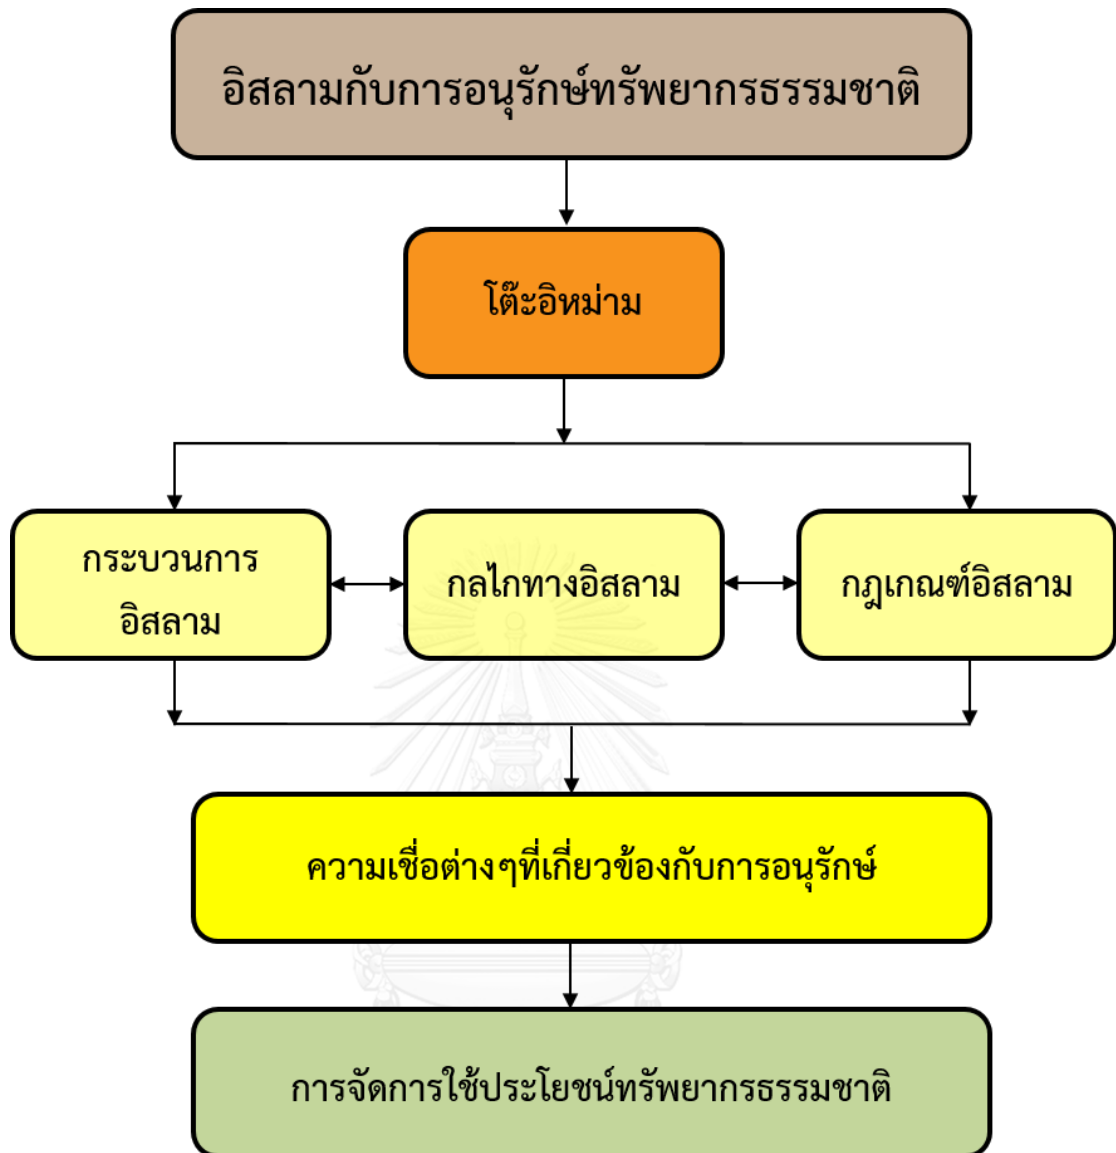 อิสลามกับการอนุรักษ์ทรัพยากรธรรมชาติ
โต๊ะอิหม่าม
กระบวนการ
อิสลาม
กลไกทางอิสลาม
กฎเกณฑ์อิสลาม
ความเชื่อต่างๆที่เกี่ยวข้องกับการอนุรักษ์
การจัดการใช้ประโยชน์ทรัพยากรธรรมชาติ